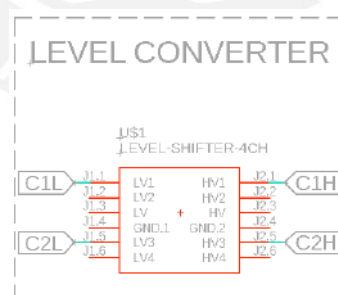 LEVEL CONVERTER
U$1
LEVEL-SHIFTER-4CH
C1L J1.1 LV1 HV1 J2.1 C1H
J1.2 LV2 HV2 J2.2
J1.3 LV HV J2.3
J1.4 GND.1 GND.2 J2.4
C2L J1.5 LV3 HV3 J2.5 C2H
J1.6 LV4 HV4 J2.6